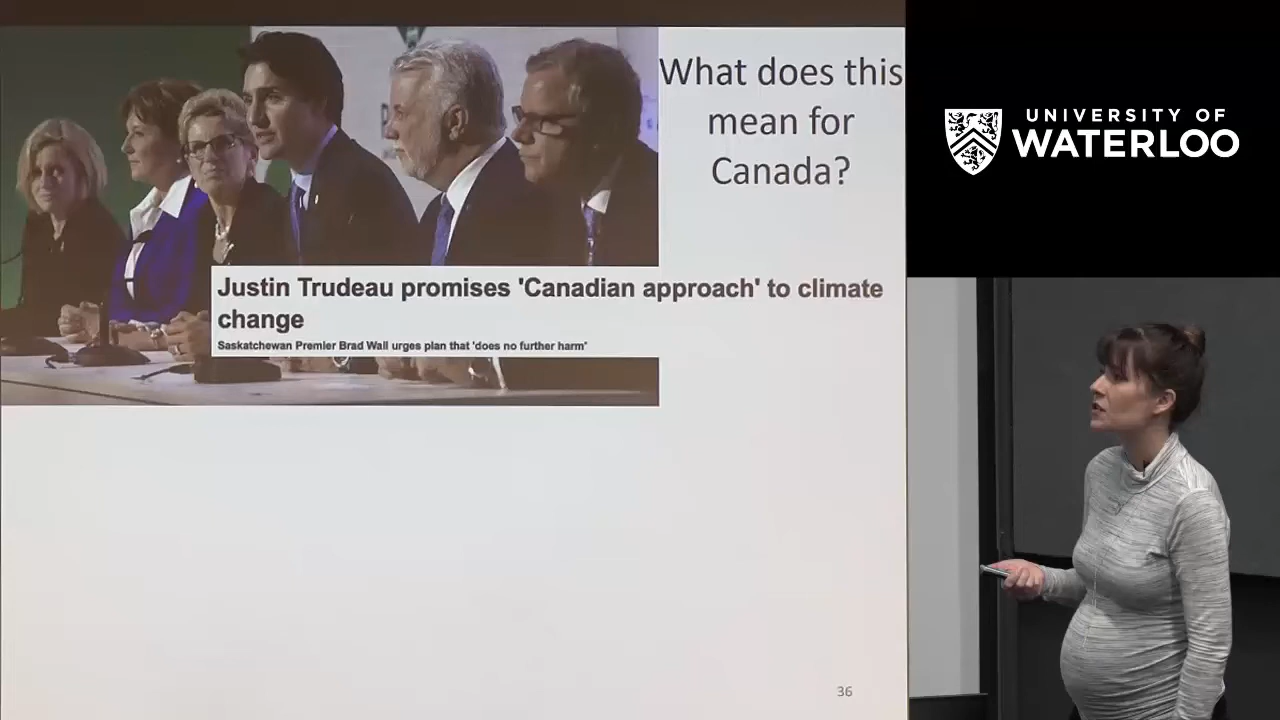 What does this
mean for
Canada?
UNIVERSITY OF
WATERLOO
Justin Trudeau promises 'Canadian approach' to climate
change
Saskatchewan Premier Brad Wall urges plan that 'does no further harm'
36